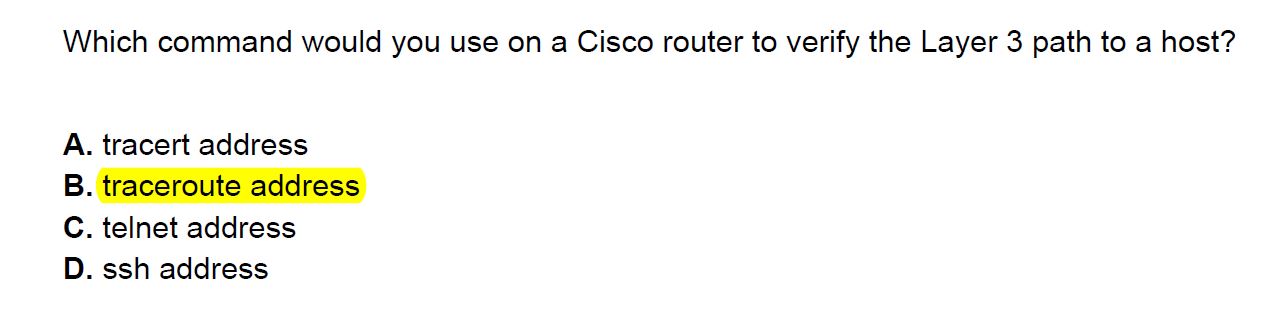 Which command would you use on a Cisco router to verify the Layer 3 path to a host?
A. tracert address
B. traceroute address
C. telnet address
D. ssh address